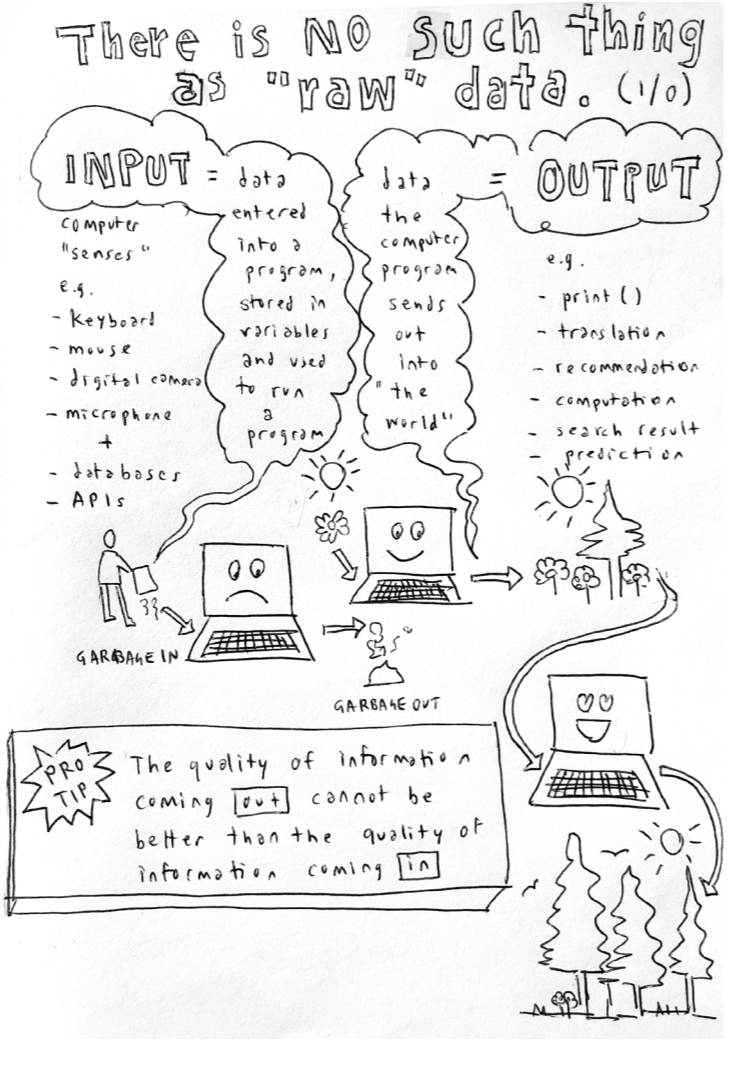 There is NO SUCH thing
as "raw" data. (I/O)
INPUT =
data
entered
into a
program,
stored in
variables
and used
to run
a
program
computer
"senses"
e.g.
- keyboard
- mouse
- digital camera
- microphone
+
- databases
- APIs
= OUTPUT
data
the
computer
program
sends
out
into
"the
world"
e.g.
- print()
- translation
- recommendation
- computation
- search result
- prediction
GARBAGE IN
GARBAGE OUT
PRO
TIP
The quality of information
coming out cannot be
better than the quality of
information coming in